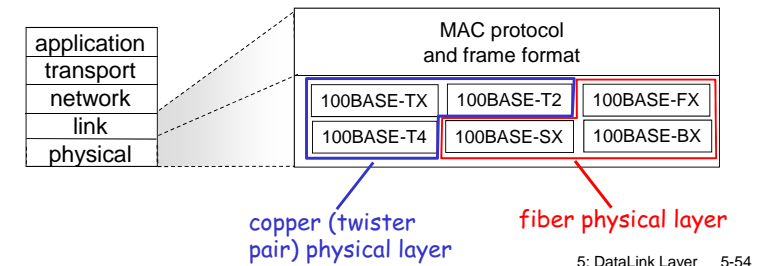 application
transport
network
link
physical
MAC protocol
and frame format
100BASE-TX
100BASE-T2
100BASE-FX
100BASE-T4
100BASE-SX
100BASE-BX
copper (twister
pair) physical layer
fiber physical layer
5: DataLink Layer 5-54